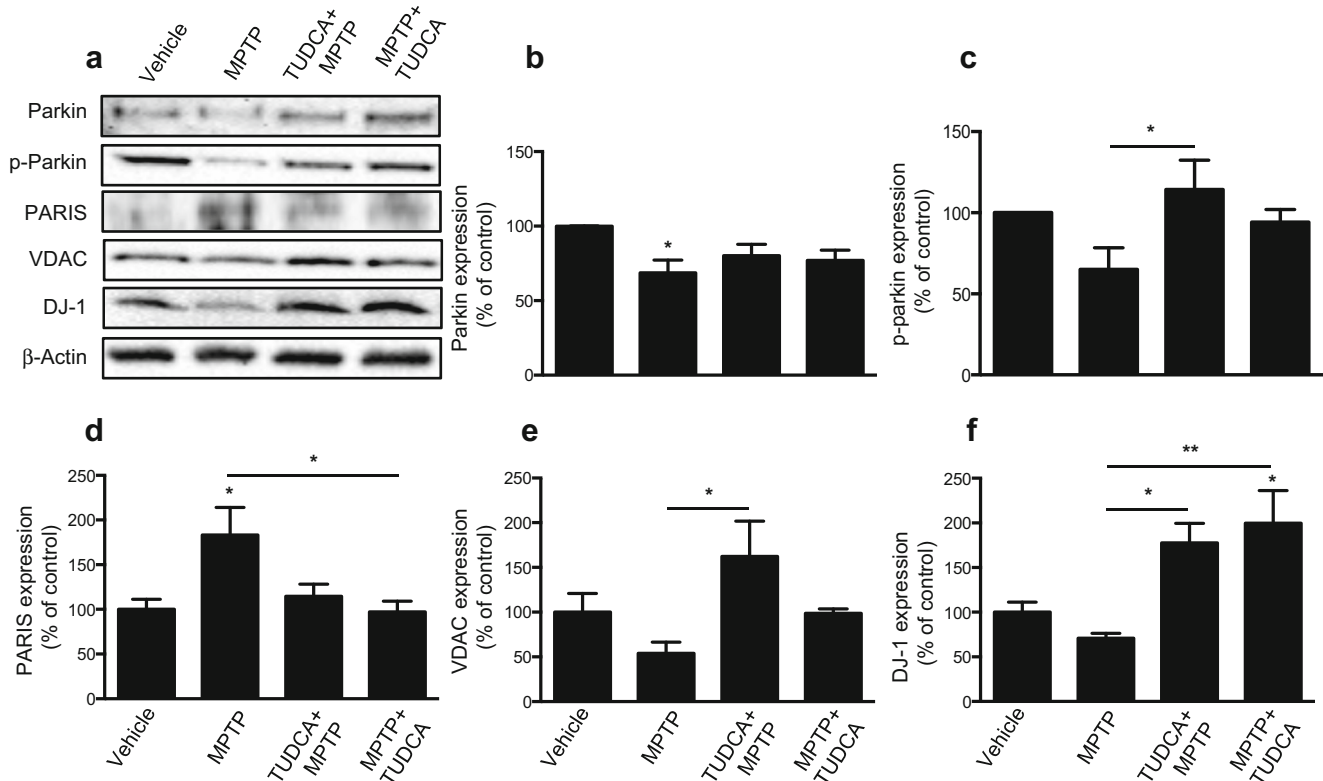 a
Vehicle
MPTP
TUDCA+
MPTP
MPTP+
TUDCA
Parkin
p-Parkin
PARIS
VDAC
DJ-1
β-Actin
b
Parkin expression
(% of control)
150
100
50
0
*
c
p-parkin expression
(% of control)
150
100
50
0
*
d
PARIS expression
(% of control)
250
200
150
100
50
0
*
*
Vehicle
MPTP
TUDCA+
MPTP
MPTP+
TUDCA
e
VDAC expression
(% of control)
250
200
150
100
50
0
*
Vehicle
MPTP
TUDCA+
MPTP
MPTP+
TUDCA
f
DJ-1 expression
(% of control)
250
200
150
100
50
0
**
*
*
Vehicle
MPTP
TUDCA+
MPTP
MPTP+
TUDCA